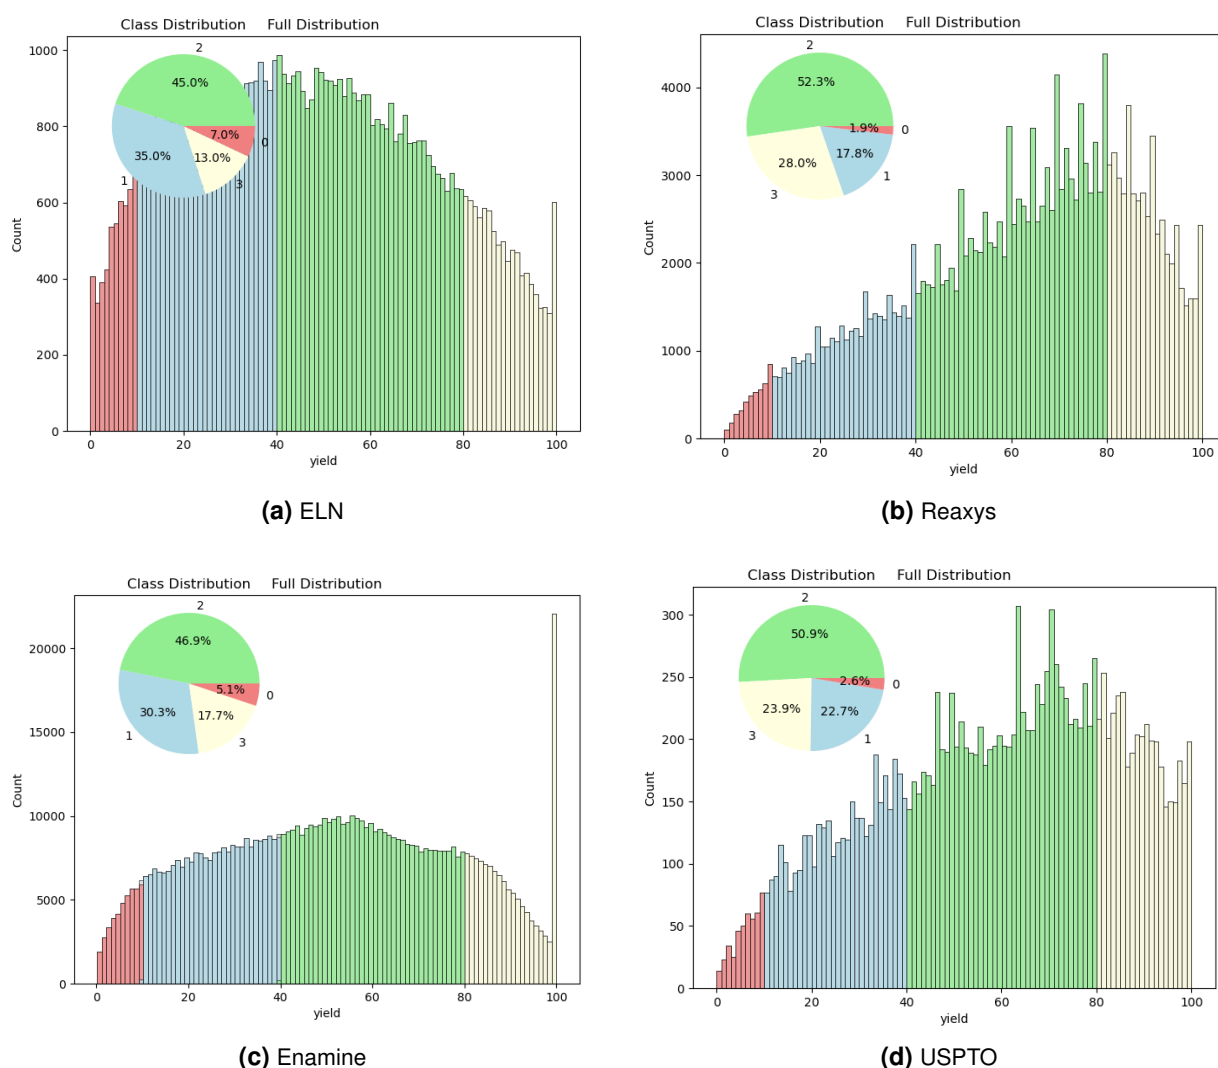 Class Distribution Full Distribution
1000
800
600
400
200
0
Count
0 20 40 60 80 100
yield
2
45.0%
7.0%
0
35.0%
13.0%
1
3
(a) ELN
Class Distribution Full Distribution
4000
3000
2000
1000
0
Count
0 20 40 60 80 100
yield
2
52.3%
1.9%
0
28.0%
17.8%
1
3
(b) Reaxys
Class Distribution Full Distribution
20000
15000
10000
5000
0
Count
0 20 40 60 80 100
yield
2
46.9%
5.1%
0
30.3%
17.7%
1
3
(c) Enamine
Class Distribution Full Distribution
300
250
200
150
100
50
0
Count
0 20 40 60 80 100
yield
2
50.9%
2.6%
0
23.9%
22.7%
3
1
(d) USPTO